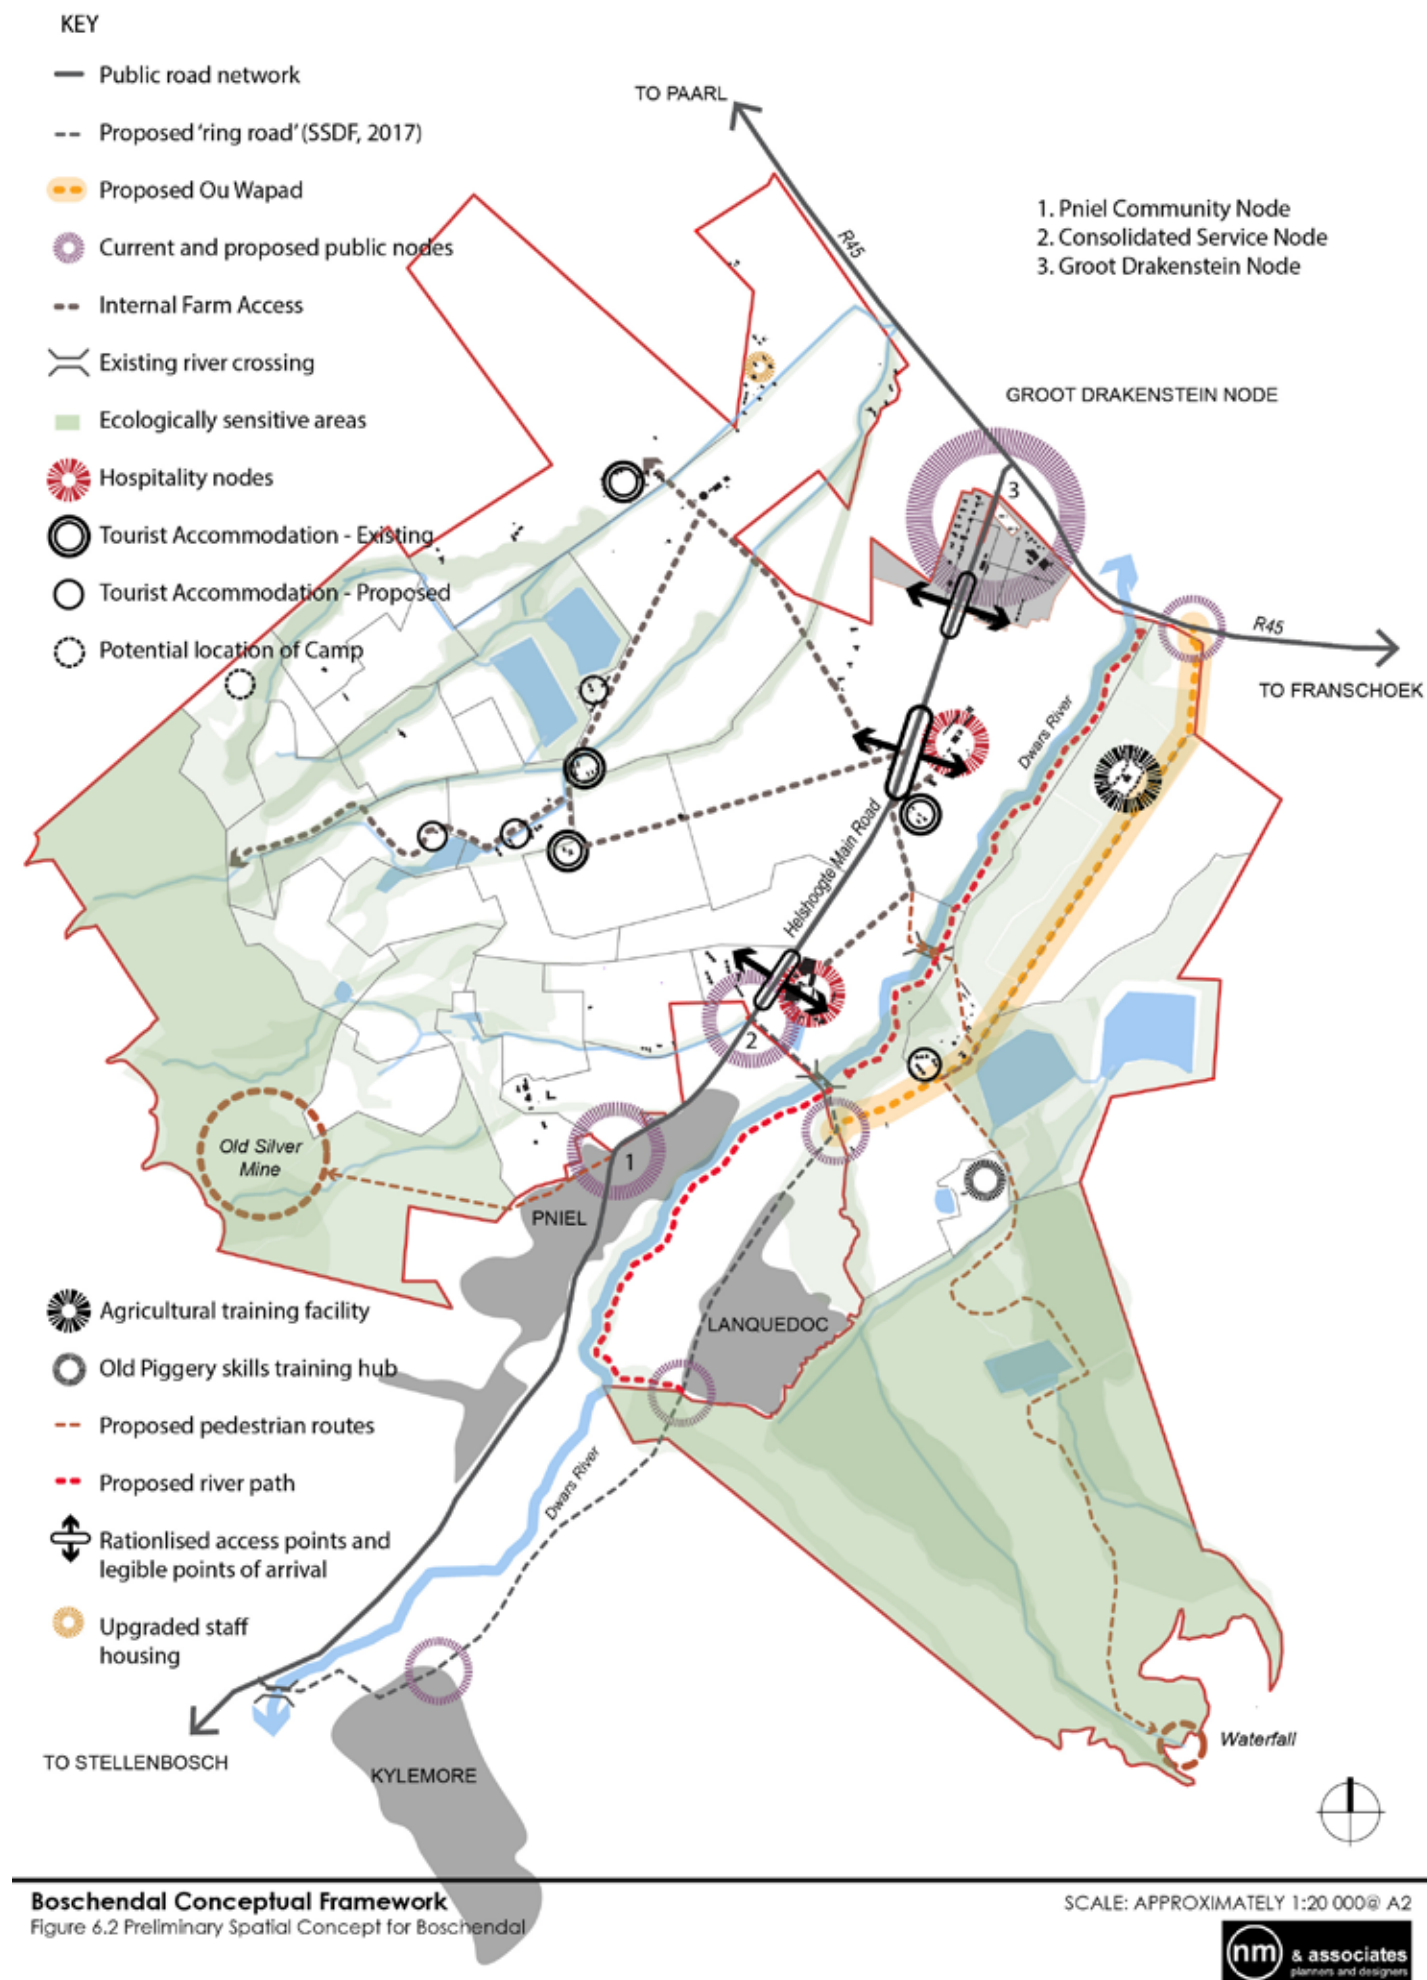 KEY
Public road network
Proposed 'ring road' (SSDF, 2017)
Proposed Ou Wapad
Current and proposed public nodes
Internal Farm Access
Existing river crossing
Ecologically sensitive areas
Hospitality nodes
Tourist Accommodation - Existing
Tourist Accommodation - Proposed
Potential location of Camp
TO PAARL
R45
1. Pniel Community Node
2. Consolidated Service Node
3. Groot Drakenstein Node
GROOT DRAKENSTEIN NODE
3
R45
TO FRANSCHOEK
Dwars River
Helshoogte Main Road
2
Old Silver
Mine
1
PNIEL
LANQUEDOC
Agricultural training facility
Old Piggery skills training hub
Proposed pedestrian routes
Proposed river path
Rationlised access points and
legible points of arrival
Upgraded staff
housing
Dwars River
TO STELLENBOSCH
KYLEMORE
Waterfall
Boschendal Conceptual Framework
Figure 6.2 Preliminary Spatial Concept for Boschendal
SCALE: APPROXIMATELY 1:20 000@ A2
nm & associates
planners and designers